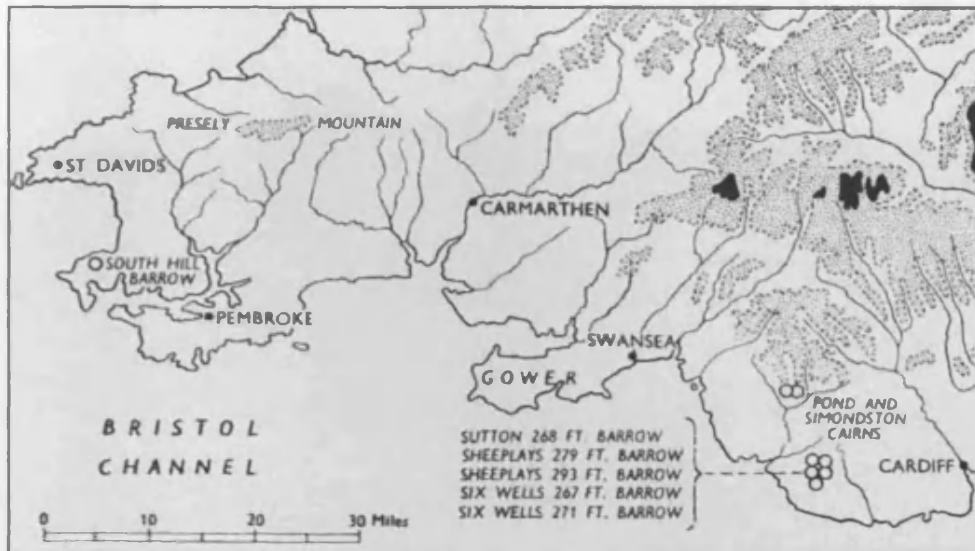 PRESELY MOUNTAIN
ST DAVIDS
CARMARTHEN
SOUTH HILL
BARROW
PEMBROKE
SWANSEA
GOWER
POND AND
SIMONDSTON
CAIRNS
BRISTOL
CHANNEL
SUTTON 268 FT. BARROW
SHEEPLAYS 279 FT. BARROW
SHEEPLAYS 293 FT. BARROW
SIX WELLS 267 FT. BARROW
SIX WELLS 271 FT. BARROW
CARDIFF
0 10 20 30 Miles